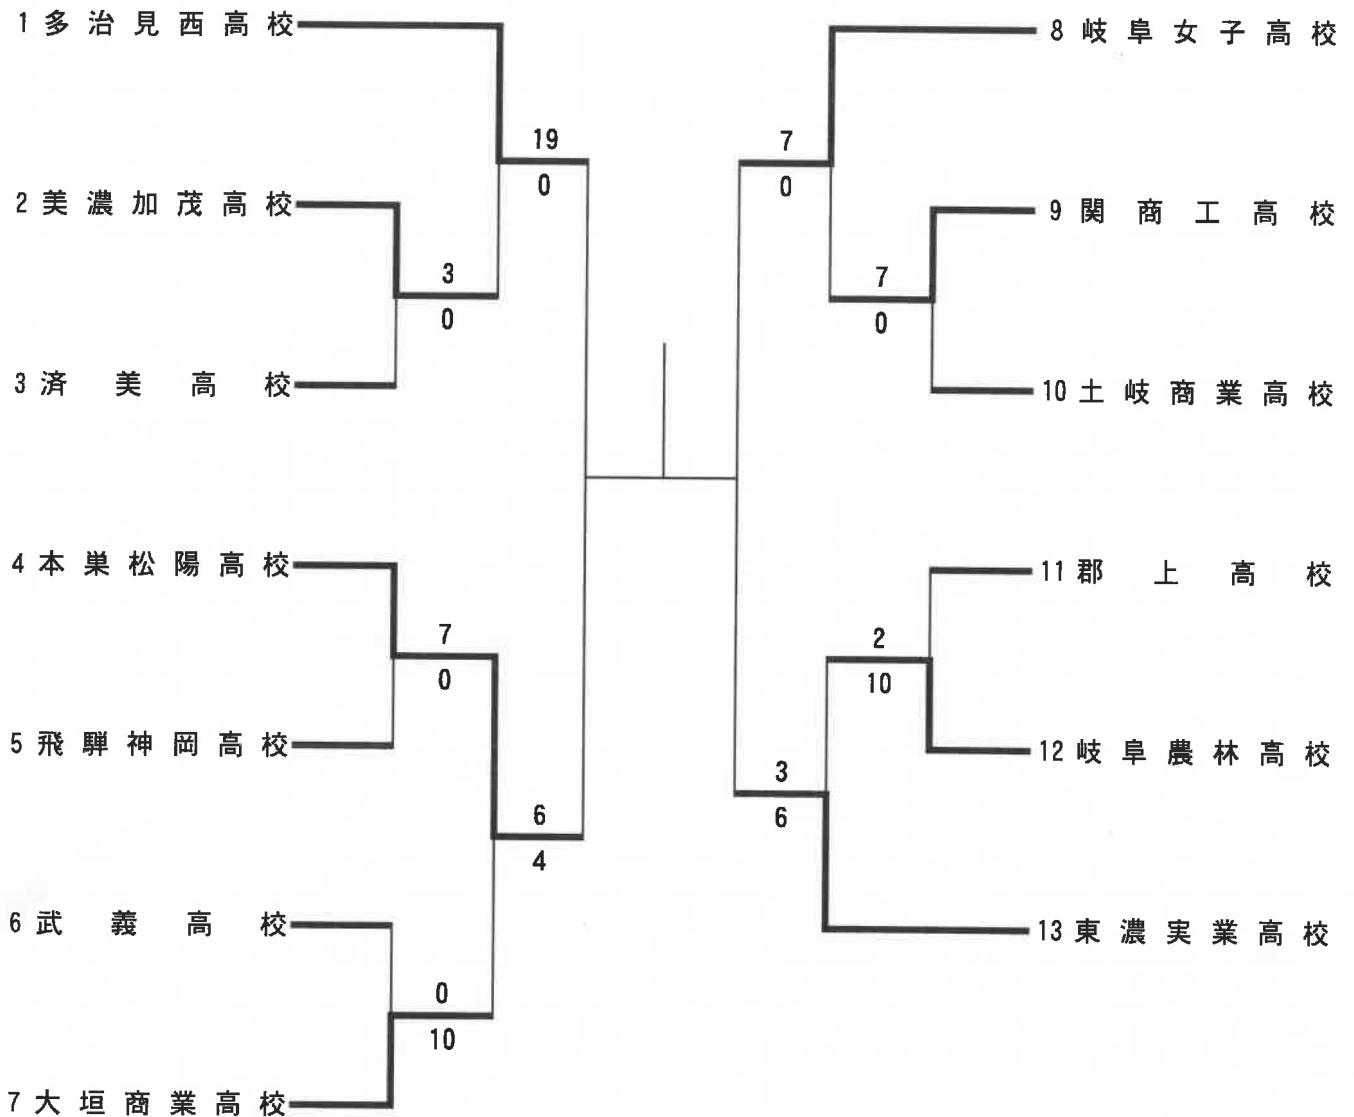 1 多治見西高校
2 美濃加茂高校
3 済美高校
4 本巣松陽高校
5 飛騨神岡高校
6 武義高校
7 大垣商業高校
19
0
3
0
7
0
6
4
0
10
7
0
7
0
2
10
3
6
8 岐阜女子高校
9 関商工高校
10 土岐商業高校
11 郡上高校
12 岐阜農林高校
13 東濃実業高校